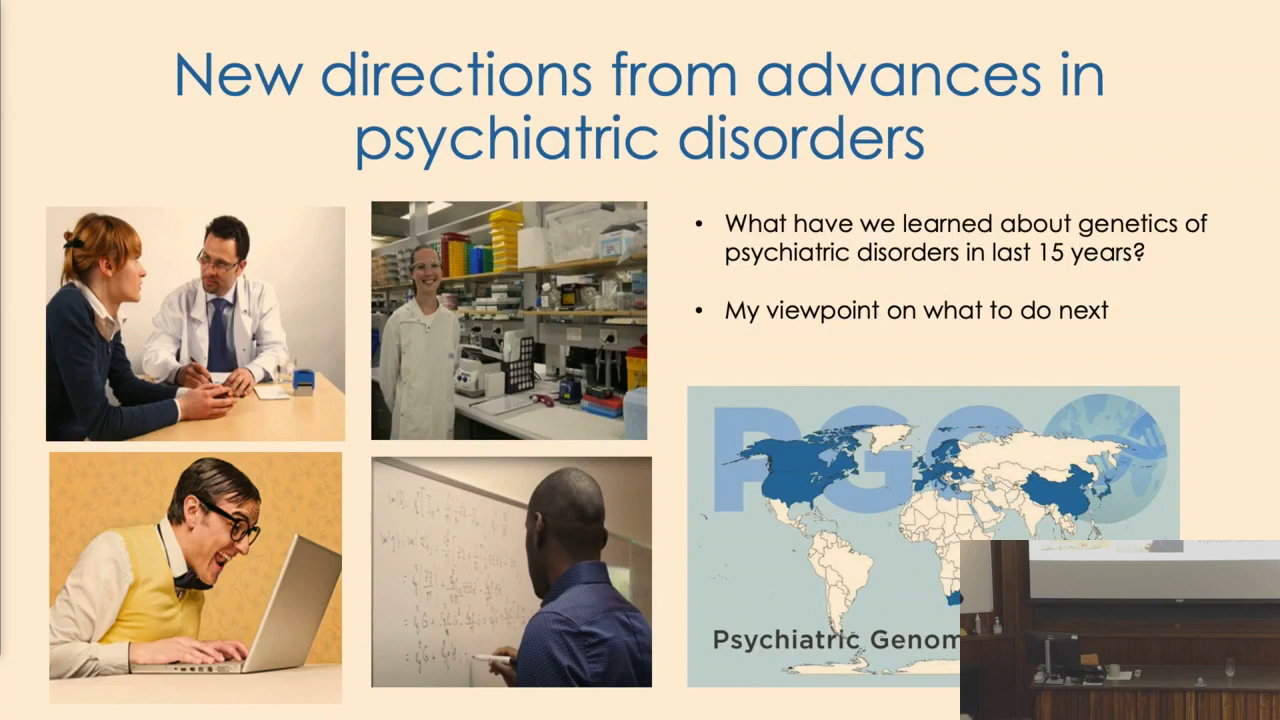 New directions from advances in
psychiatric disorders
• What have we learned about genetics of
psychiatric disorders in last 15 years?
• My viewpoint on what to do next
PGC
Psychiatric Genom